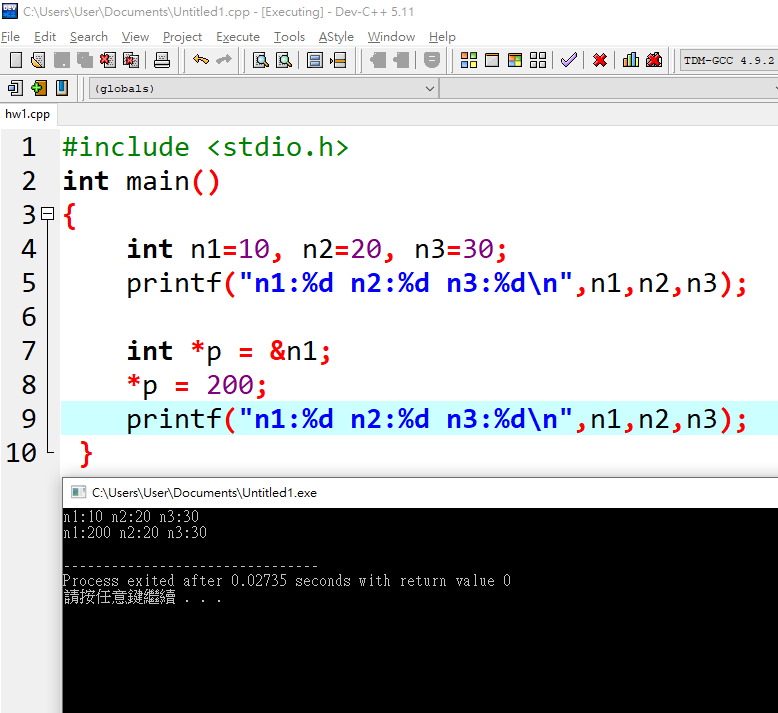 C:\Users\User\Documents\Untitled1.cpp - [Executing] - Dev-C++ 5.11
File Edit Search View Project Execute Tools AStyle Window Help
TDM-GCC 4.9.2
(globals)
hw1.cpp
1 #include <stdio.h>
2 int main()
3 {
4 int n1=10, n2=20, n3=30;
5 printf("n1:%d n2:%d n3:%d\n",n1,n2,n3);
6
7 int *p = &n1;
8 *p = 200;
9 printf("n1:%d n2:%d n3:%d\n",n1,n2,n3);
10 }
C:\Users\User\Documents\Untitled1.exe
n1:10 n2:20 n3:30
n1:200 n2:20 n3:30
--------------------------------
Process exited after 0.02735 seconds with return value 0
請按任意鍵繼續 . . .